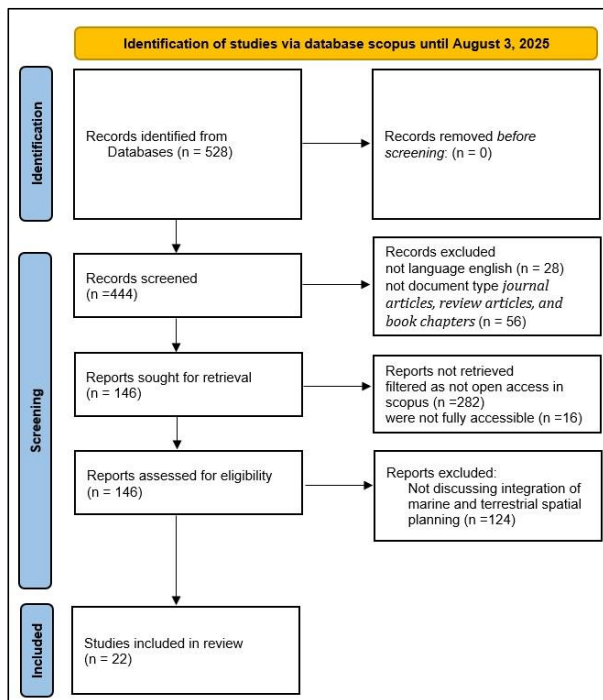 Identification of studies via database scopus until August 3, 2025
Identification
Records identified from
Databases (n = 528)
Records removed before
screening: (n = 0)
Screening
Records screened
(n =444)
Records excluded
not language english (n = 28)
not document type journal
articles, review articles, and
book chapters (n = 56)
Reports sought for retrieval
(n = 146)
Reports not retrieved
filtered as not open access in
scopus (n =282)
were not fully accessible (n =16)
Reports assessed for eligibility
(n = 146)
Reports excluded:
Not discussing integration of
marine and terrestrial spatial
planning (n =124)
Included
Studies included in review
(n = 22)